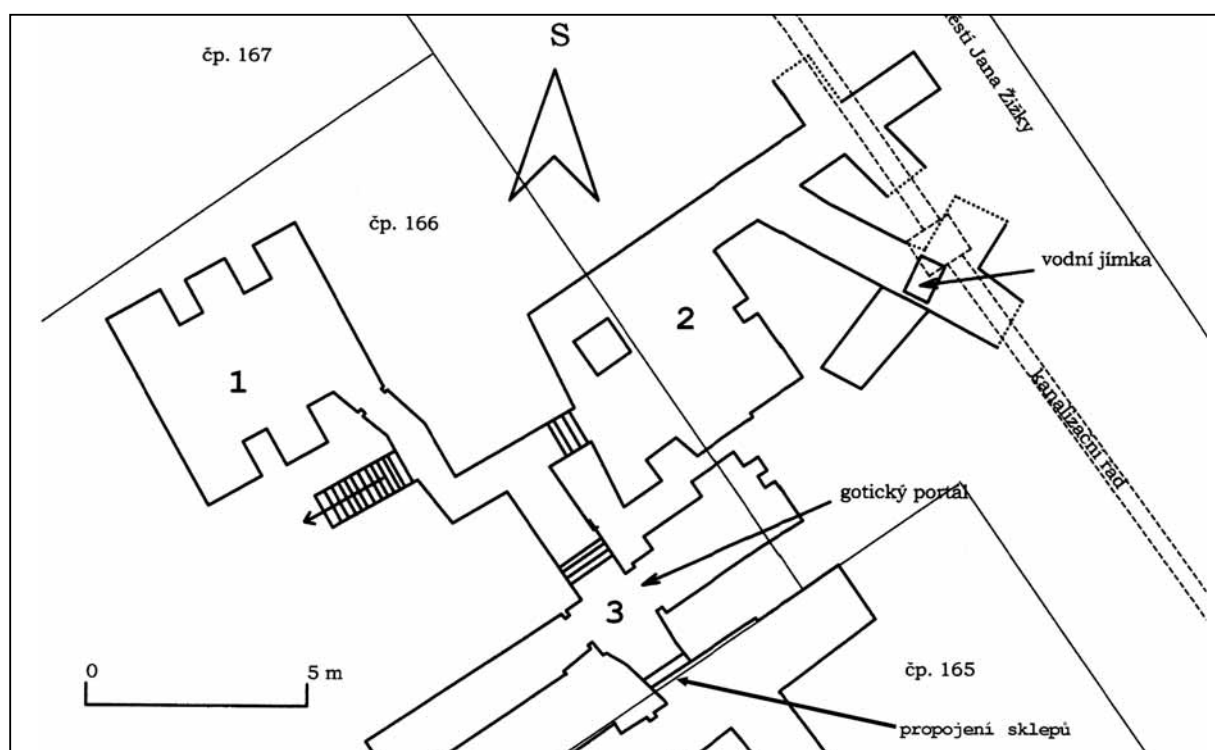 čp. 167
S
ěstí Jana Žižky
čp. 166
vodní jímka
2
1
kanalizační řad
gotický portál
3
0 5 m
čp. 165
propojení sklepů